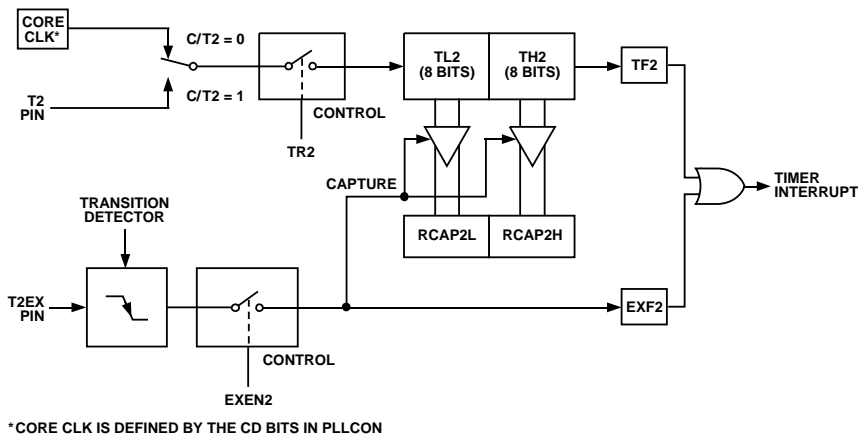 CORE
CLK*
C/T2 = 0
T2
PIN
C/T2 = 1
CONTROL
TR2
TL2
(8 BITS)
TH2
(8 BITS)
TF2
CAPTURE
RCAP2L
RCAP2H
TIMER
INTERRUPT
TRANSITION
DETECTOR
T2EX
PIN
CONTROL
EXEN2
EXF2
*CORE CLK IS DEFINED BY THE CD BITS IN PLLCON